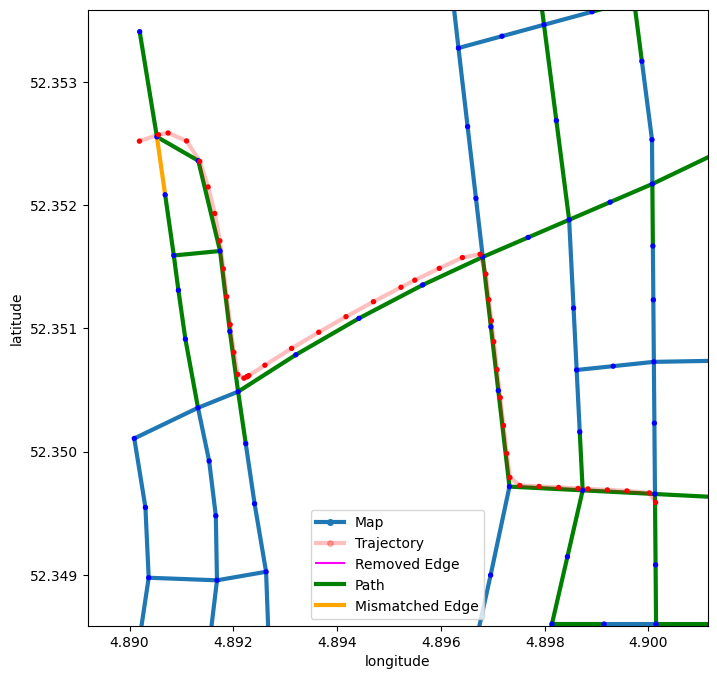 52.353
52.352
52.351
52.350
52.349
latitude
Map
Trajectory
Removed Edge
Path
Mismatched Edge
4.890 4.892 4.894 4.896 4.898 4.900
longitude